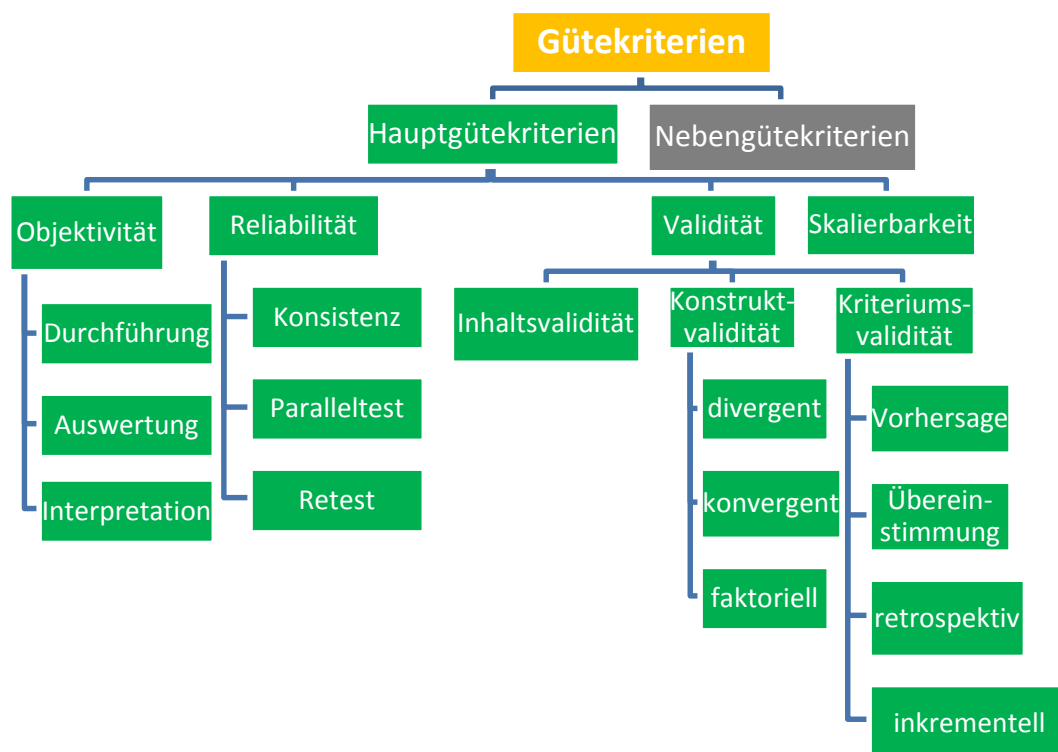 Gütekriterien
Hauptgütekriterien
Nebengütekriterien
Objektivität
Reliabilität
Validität
Skalierbarkeit
Durchführung
Auswertung
Interpretation
Konsistenz
Paralleltest
Retest
Inhaltsvalidität
Konstrukt-
validität
Kriteriums-
validität
divergent
konvergent
faktoriell
Vorhersage
Überein-
stimmung
retrospektiv
inkrementell